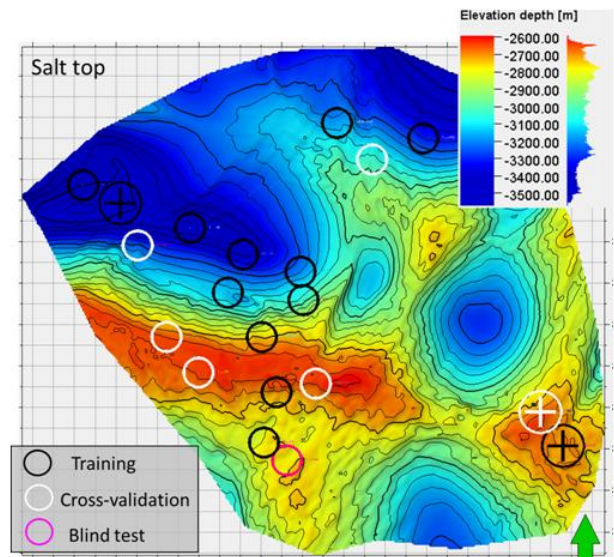 Elevation depth [m]
Salt top
-2600.00
-2700.00
-2800.00
-2900.00
-3000.00
-3100.00
-3200.00
-3300.00
-3400.00
-3500.00
Training
Cross-validation
Blind test